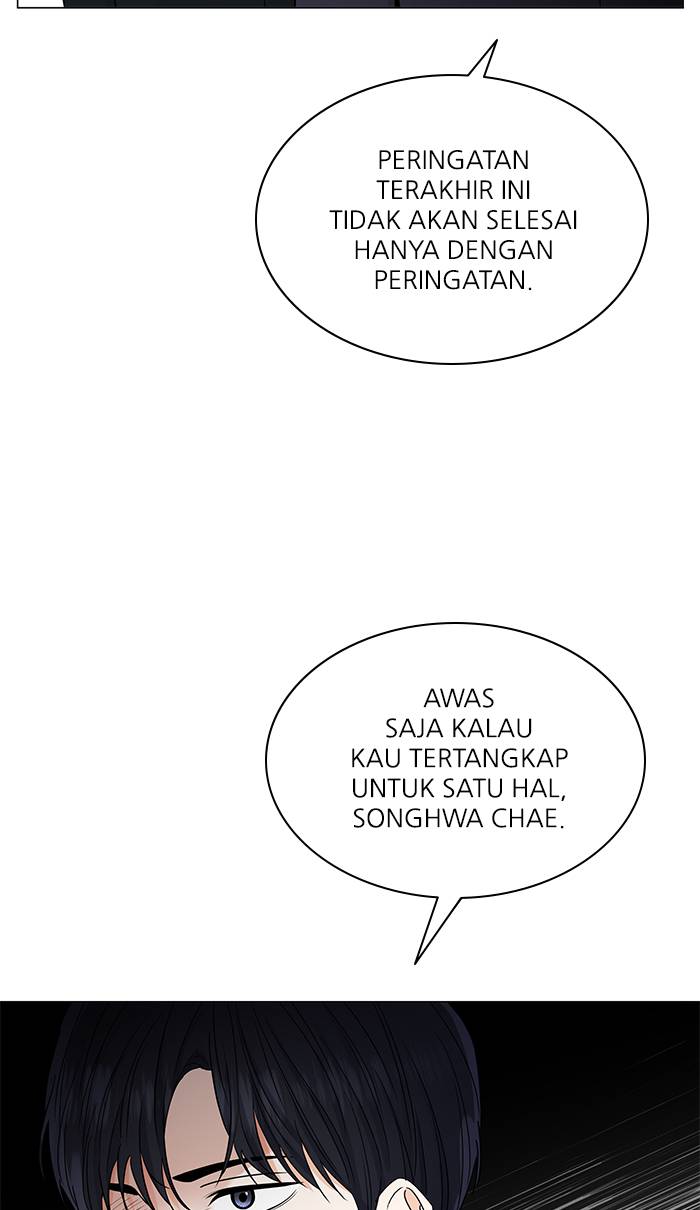 PERINGATAN
TERAKHIR INI
TIDAK AKAN SELESAI
HANYA DENGAN
PERINGATAN.
AWAS
SAJA KALAU
KAU TERTANGKAP
UNTUK SATU HAL,
SONGHWA CHAE.